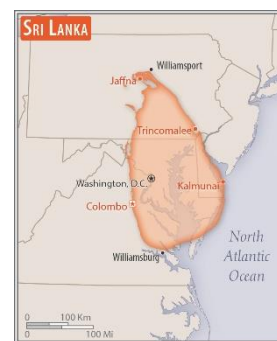 SRI LANKA
Williamsport
Jaffna
Trincomalee
Washington, D.C.
Kalmunai
Colombo
Williamsburg
North
Atlantic
Ocean
0 100 Km
0 100 Mi